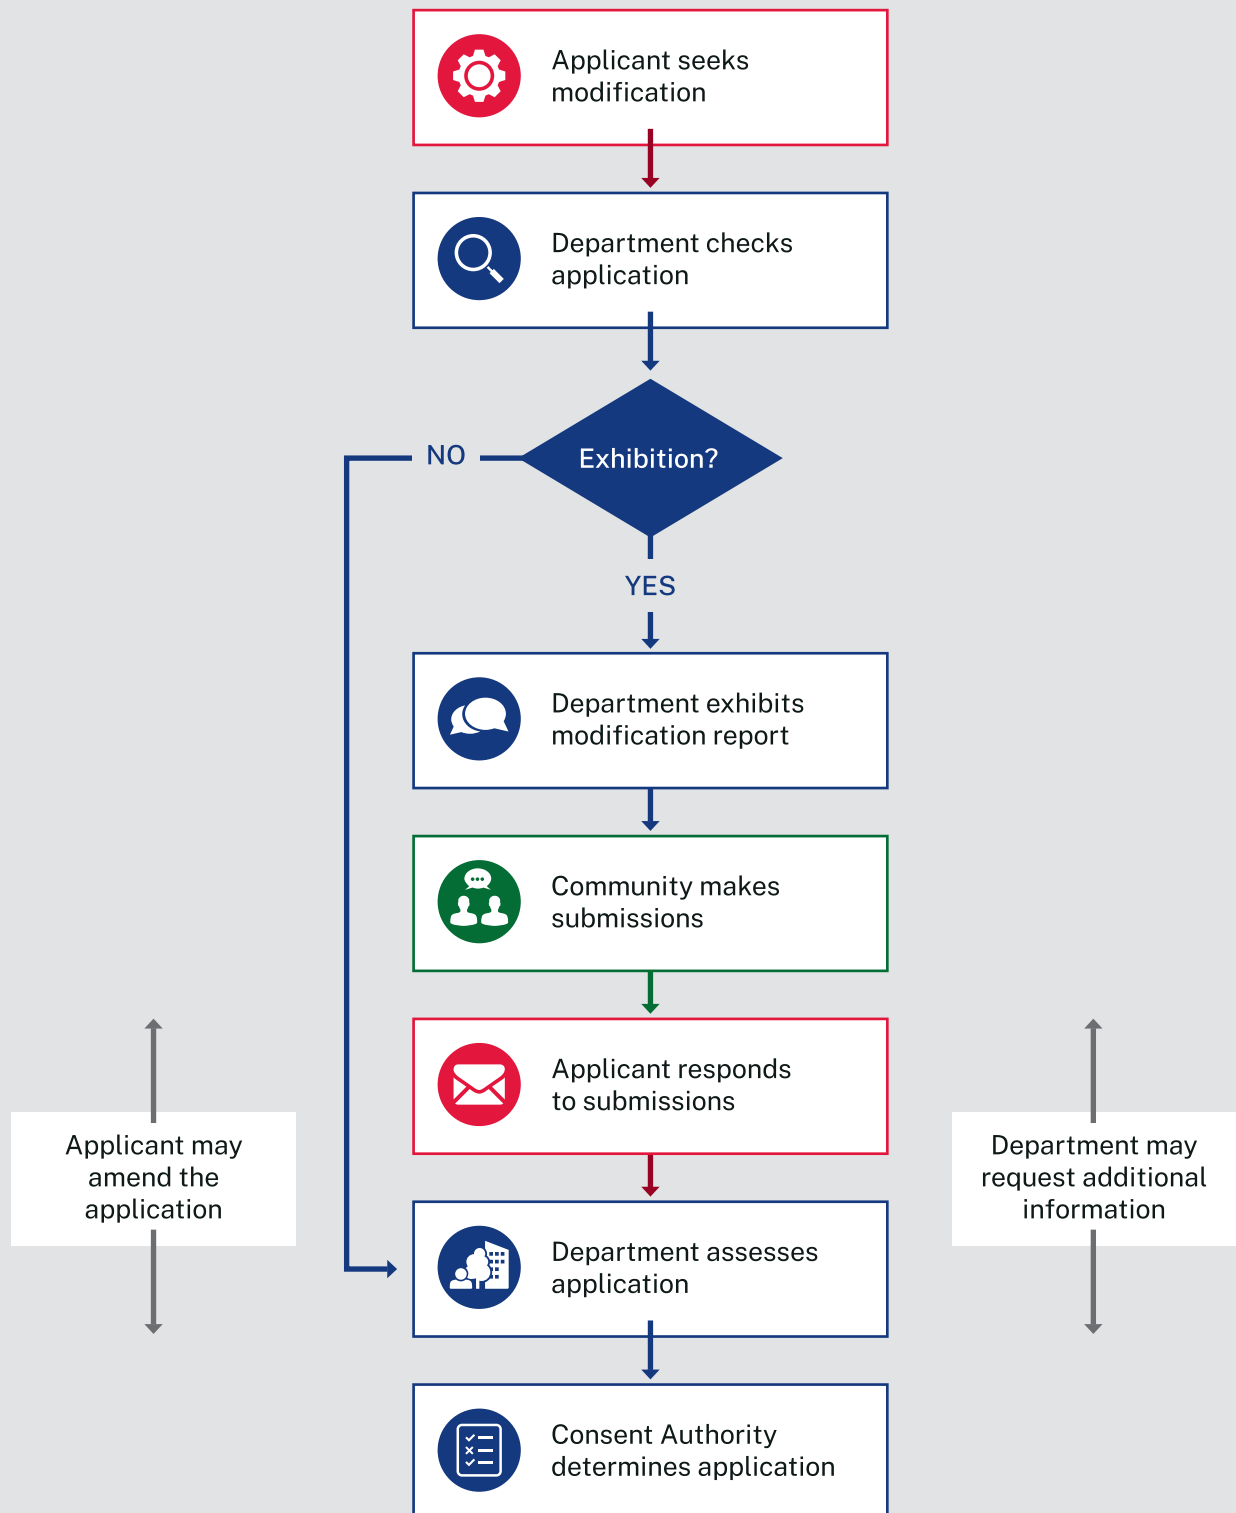 Applicant seeks
modification
Department checks
application
Exhibition?
NO
YES
Department exhibits
modification report
Community makes
submissions
Applicant responds
to submissions
Applicant may
amend the
application
Department may
request additional
information
Department assesses
application
Consent Authority
determines application